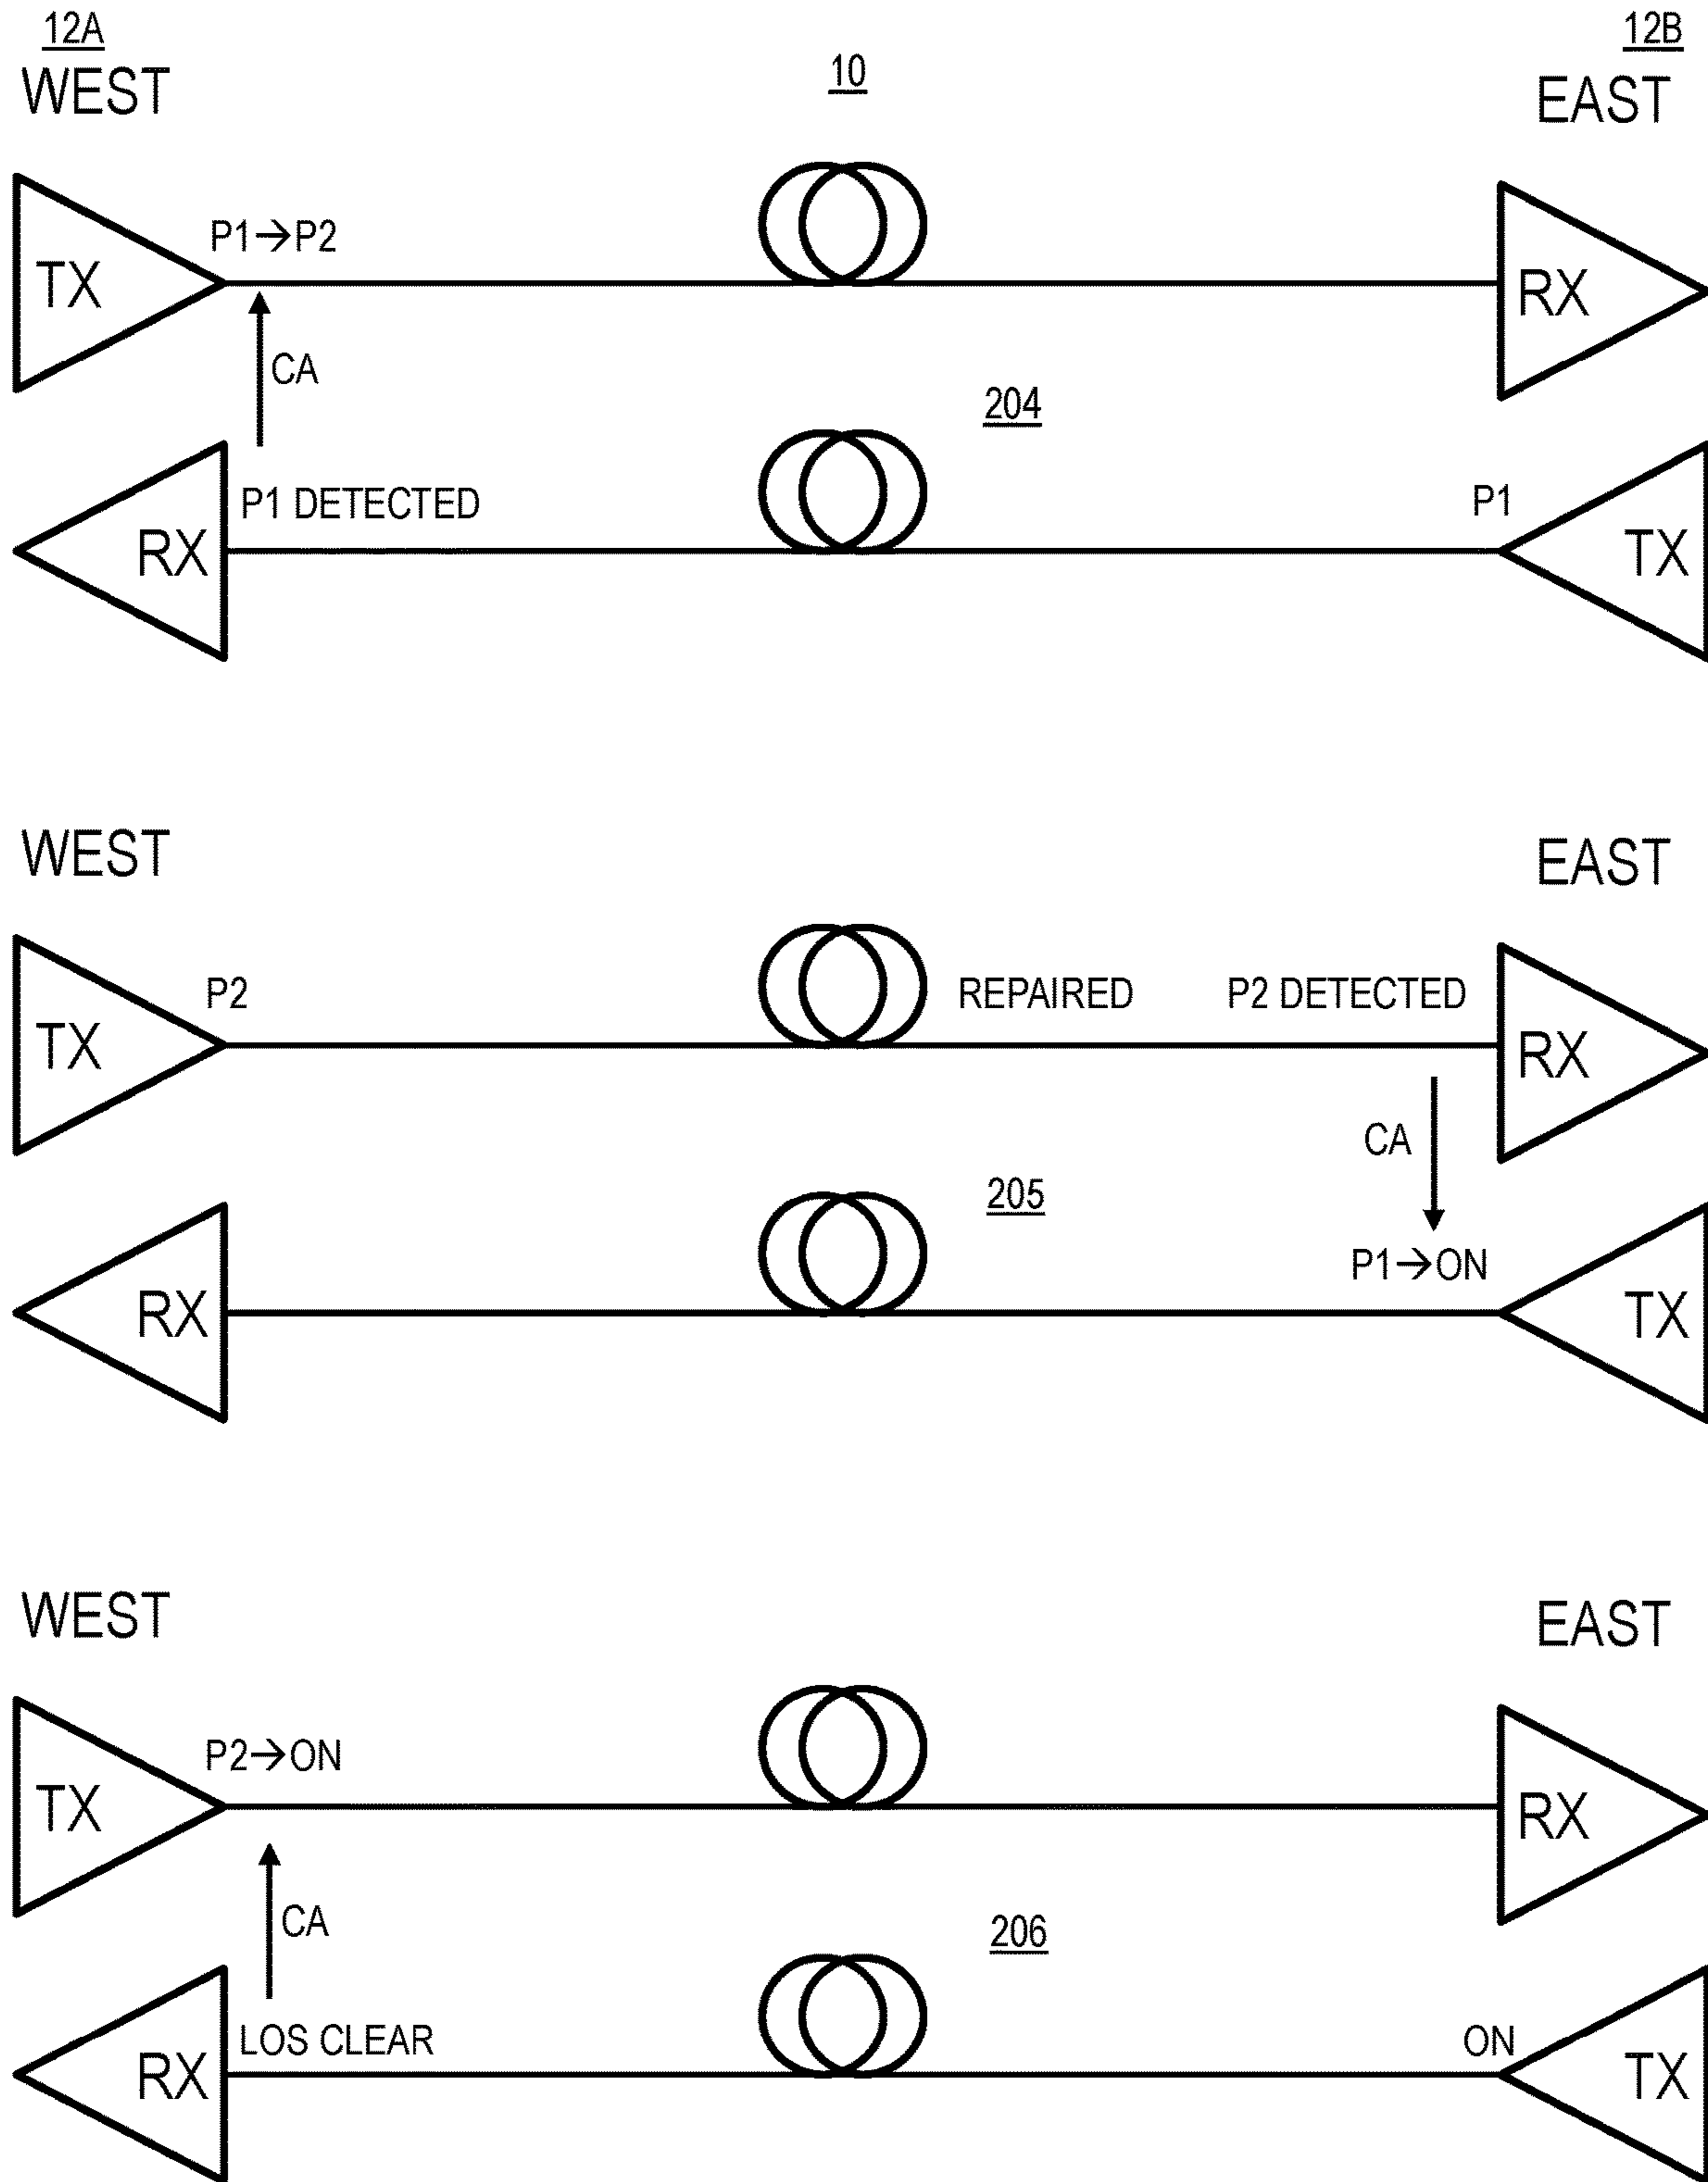 12A 10 12B
WEST EAST
P1→P2
TX RX
CA
204
P1 DETECTED P1
RX TX
WEST EAST
P2 REPAIRED P2 DETECTED
TX RX
CA
205
P1→ON
RX TX
WEST EAST
P2→ON
TX RX
CA
206
LOS CLEAR ON
RX TX